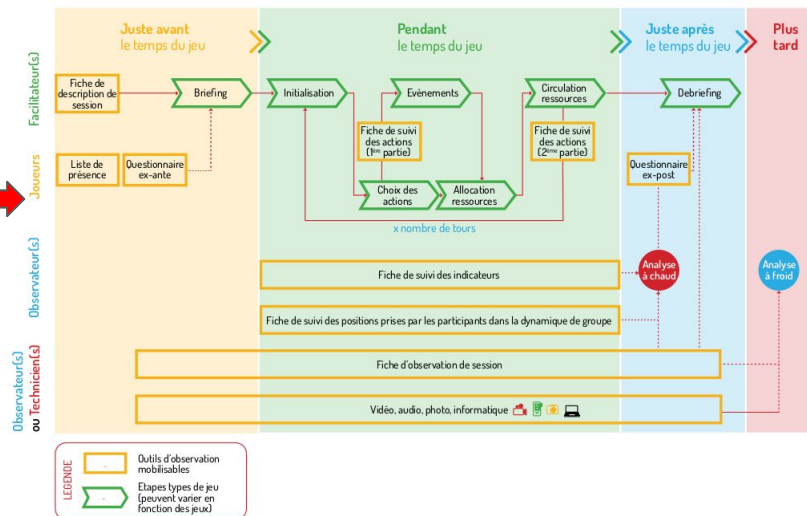 Juste avant
le temps du jeu
Pendant
le temps du jeu
Juste après
le temps du jeu
Plus
tard
Facilitateur(s)
Fiche de
description de
session
Briefing
Initialisation
Evènements
Circulation
ressources
Debriefing
Fiche de suivi
des actions
(1ère partie)
Fiche de suivi
des actions
(2ème partie)
Joueurs
Liste de
présence
Questionnaire
ex-ante
Choix des
actions
Allocation
ressources
Questionnaire
ex-post
x nombre de tours
Observateur(s)
Fiche de suivi des indicateurs
Analyse
à chaud
Analyse
à froid
Fiche de suivi des positions prises par les participants dans la dynamique de groupe
Observateur(s)
ou Technicien(s)
Fiche d'observation de session
Vidéo, audio, photo, informatique
LEGENDE
...
Outils d'observation
mobilisables
...
Etapes types de jeu
(peuvent varier en
fonction des jeux)